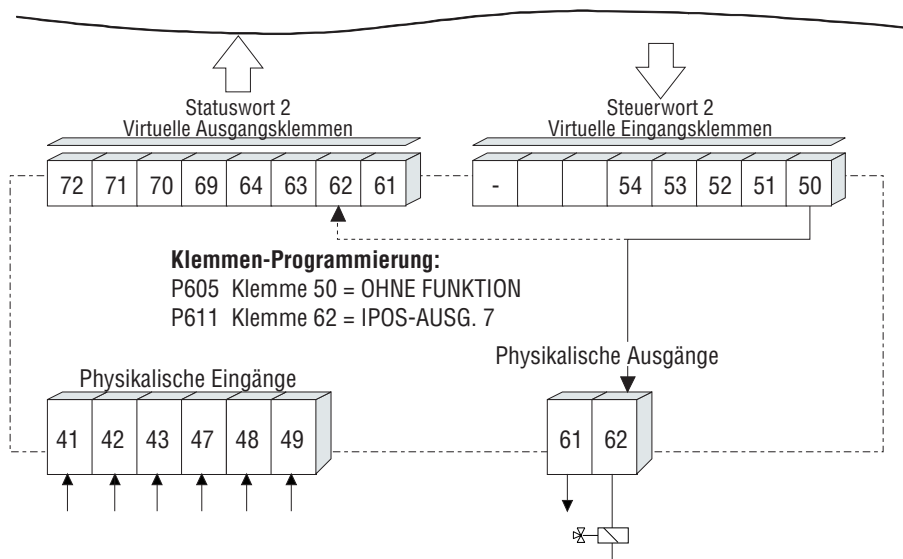 Statuswort 2
Virtuelle Ausgangsklemmen
Steuerwort 2
Virtuelle Eingangsklemmen
72 71 70 69 64 63 62 61
- 54 53 52 51 50
Klemmen-Programmierung:
P605 Klemme 50 = OHNE FUNKTION
P611 Klemme 62 = IPOS-AUSG. 7
Physikalische Ausgänge
Physikalische Eingänge
41 42 43 47 48 49
61 62